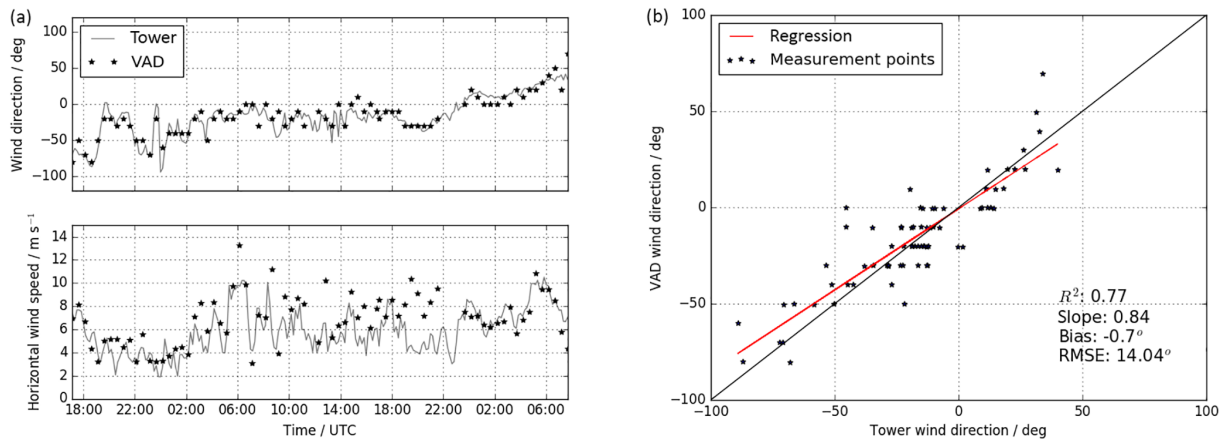 (a)
Wind direction / deg
100
50
0
−50
−100
Tower
VAD
Horizontal wind speed / m s⁻¹
14
12
10
8
6
4
2
0
18:00 22:00 02:00 06:00 10:00 14:00 18:00 22:00 02:00 06:00
Time / UTC
(b)
VAD wind direction / deg
100
50
0
−50
−100
Regression
Measurement points
R²: 0.77
Slope: 0.84
Bias: -0.7°
RMSE: 14.04°
−100 −50 0 50 100
Tower wind direction / deg